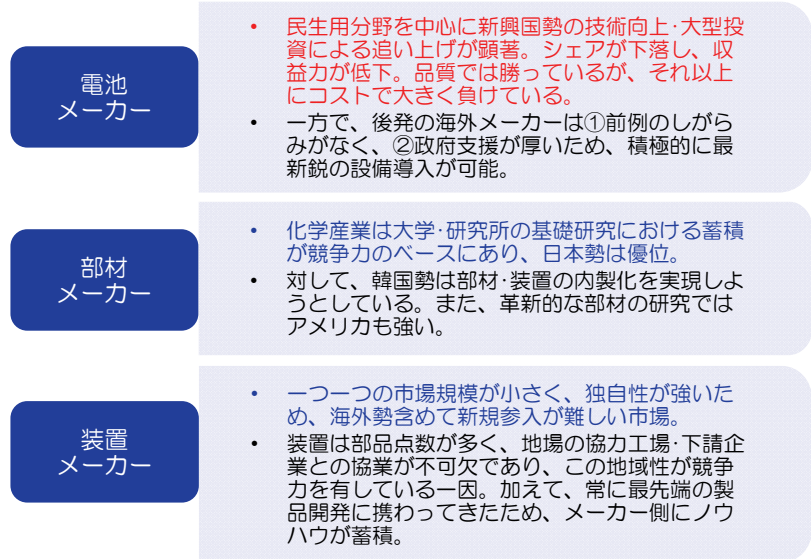 電池
メーカー
• 民生用分野を中心に新興国勢の技術向上･大型投
資による追い上げが顕著。シェアが下落し、収
益力が低下。品質では勝っているが、それ以上
にコストで大きく負けている。
• 一方で、後発の海外メーカーは①前例のしがら
みがなく、②政府支援が厚いため、積極的に最
新鋭の設備導入が可能。
部材
メーカー
• 化学産業は大学･研究所の基礎研究における蓄積
が競争力のベースにあり、日本勢は優位。
• 対して、韓国勢は部材･装置の内製化を実現しよ
うとしている。また、革新的な部材の研究では
アメリカも強い。
装置
メーカー
• 一つ一つの市場規模が小さく、独自性が強いた
め、海外勢含めて新規参入が難しい市場。
• 装置は部品点数が多く、地場の協力工場･下請企
業との協業が不可欠であり、この地域性が競争
力を有している一因。加えて、常に最先端の製
品開発に携わってきたため、メーカー側にノウ
ハウが蓄積。